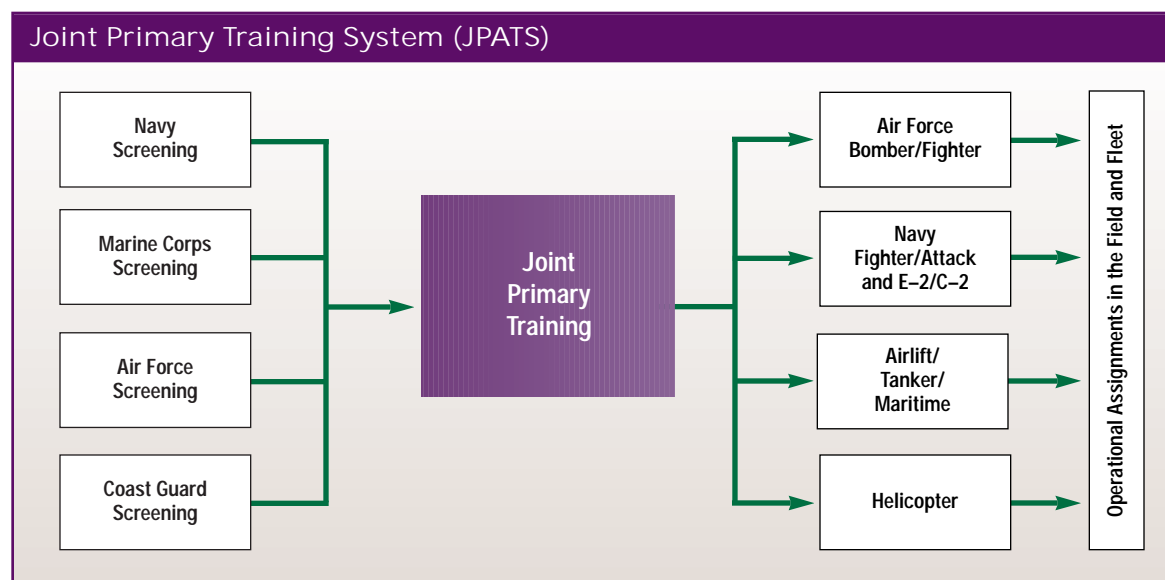 Joint Primary Training System (JPATS)
Navy
Screening
Marine Corps
Screening
Air Force
Screening
Coast Guard
Screening
Joint
Primary
Training
Air Force
Bomber/Fighter
Navy
Fighter/Attack
and E–2/C–2
Airlift/
Tanker/
Maritime
Helicopter
Operational Assignments in the Field and Fleet